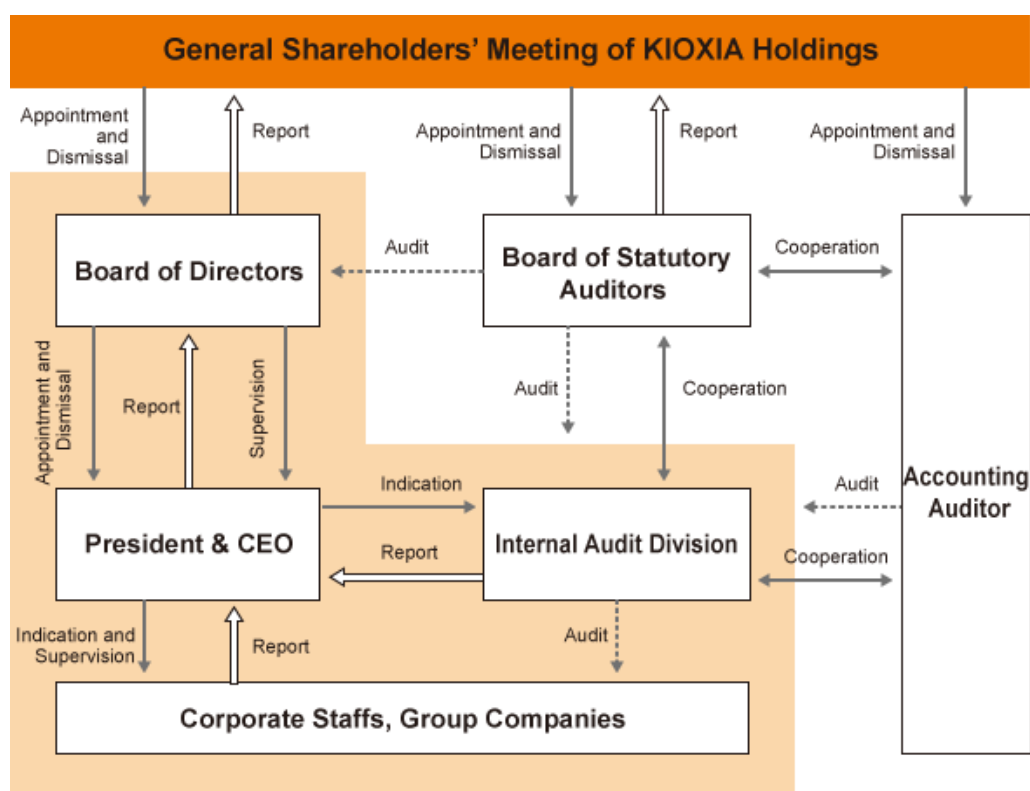 General Shareholders’ Meeting of KIOXIA Holdings
Appointment
and
Dismissal
Report
Appointment and
Dismissal
Report
Appointment and
Dismissal
Board of Directors
Audit
Board of Statutory
Auditors
Cooperation
Appointment and
Dismissal
Report
Supervision
Audit
Cooperation
Accounting
Auditor
President & CEO
Indication
Report
Internal Audit Division
Audit
Cooperation
Indication and
Supervision
Report
Audit
Corporate Staffs, Group Companies